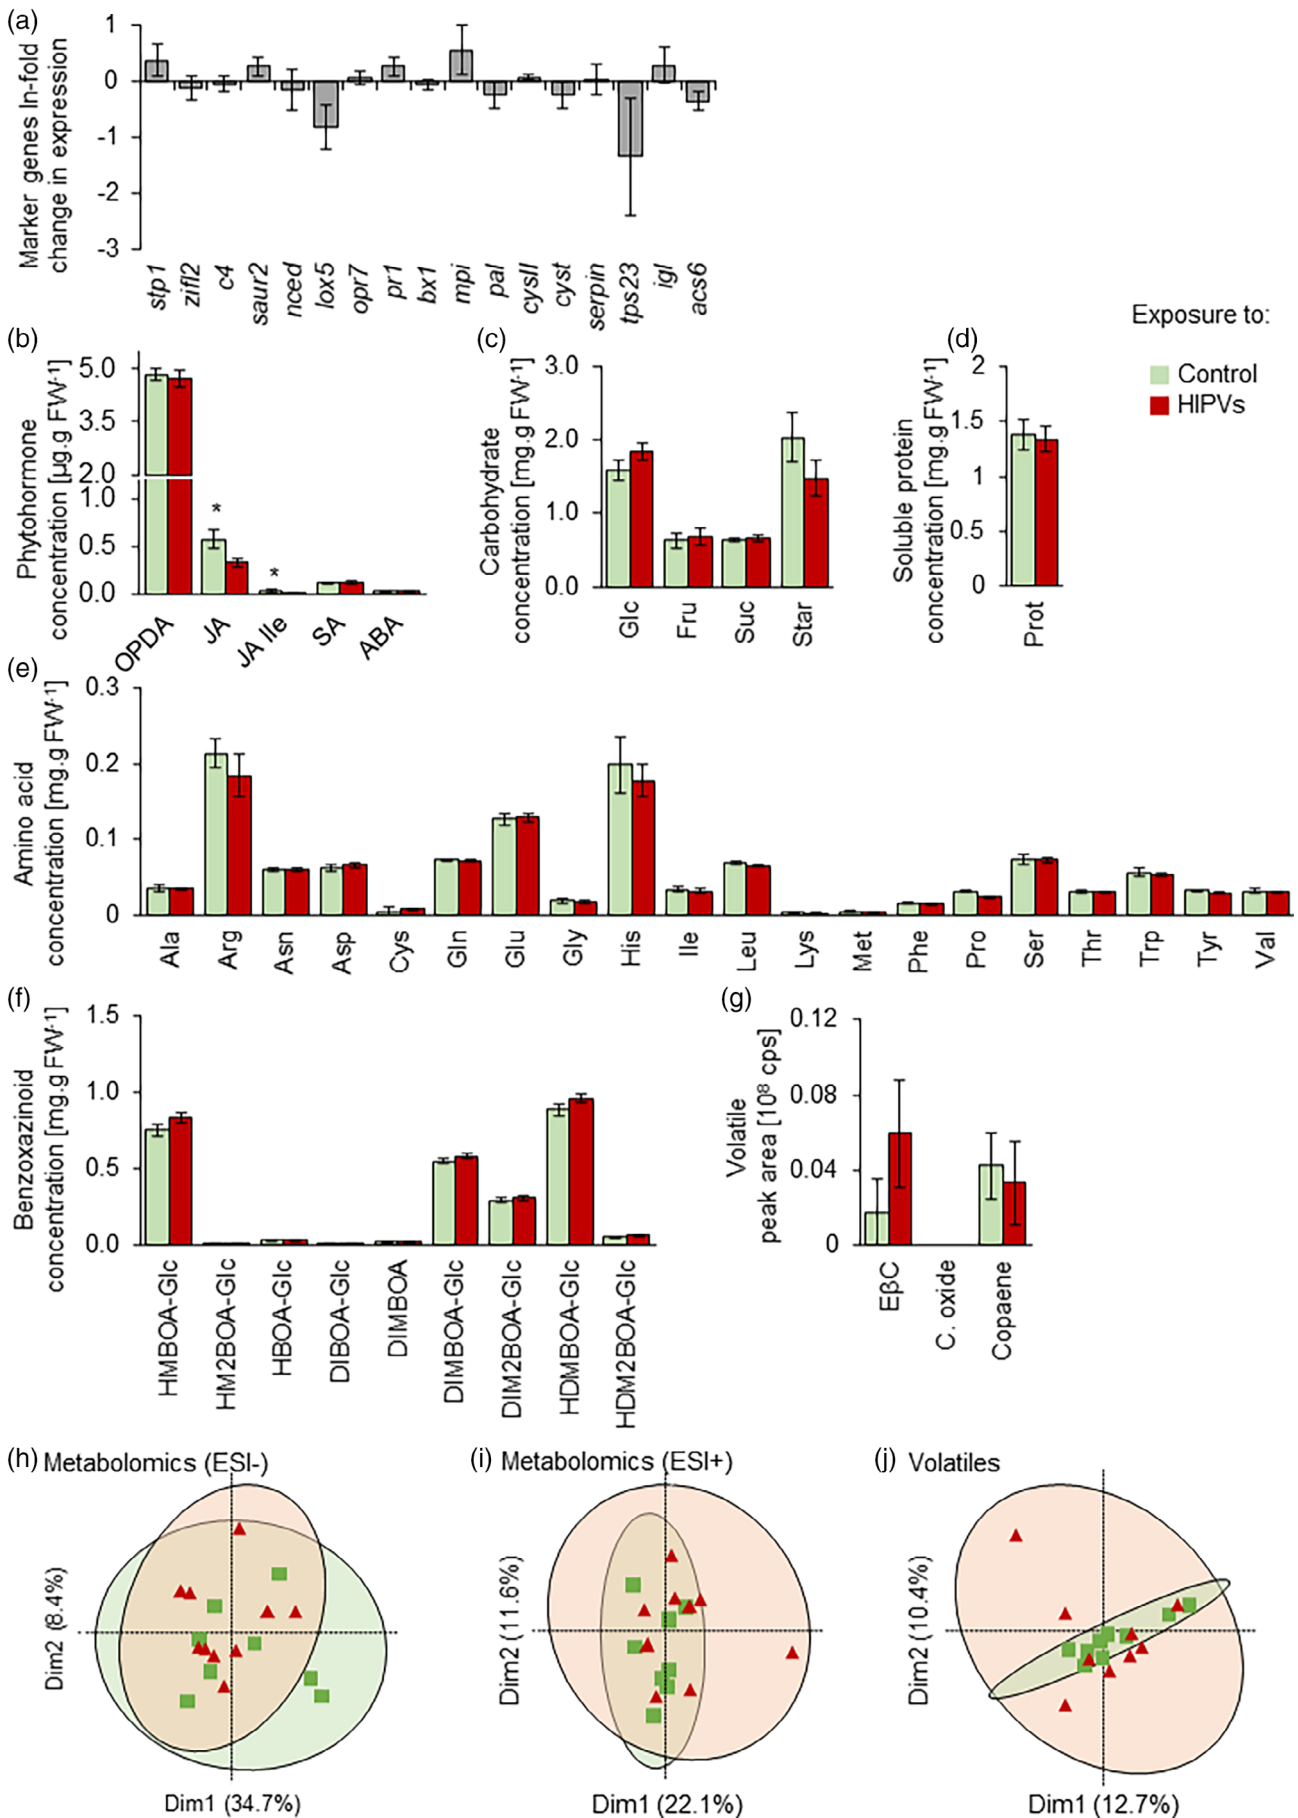 (a)
Marker genes ln-fold
change in expression
1
0
-1
-2
-3
stp1 zifl2 c4 saur2 nced lox5 opr7 pr1 bx1 mpi pal cysII cyst serpin tps23 igl acs6
Exposure to:
Control
HIPVs
(b)
Phytohormone
concentration [µg.g FW-1]
5.0
3.5
2.0
1.0
0.5
0.0
*
*
OPDA JA JA Ile SA ABA
(c)
Carbohydrate
concentration [mg.g FW-1]
3.0
2.0
1.0
0.0
Glc Fru Suc Star
(d)
Soluble protein
concentration [mg.g FW-1]
2
1.5
1
0.5
0
Prot
(e)
Amino acid
concentration [mg.g FW-1]
0.3
0.2
0.1
0
Ala Arg Asn Asp Cys Gln Glu Gly His Ile Leu Lys Met Phe Pro Ser Thr Trp Tyr Val
(f)
Benzoxazinoid
concentration [mg.g FW-1]
1.5
1.0
0.5
0.0
HMBOA-Glc HM2BOA-Glc HBOA-Glc DIBOA-Glc DIMBOA DIMBOA-Glc DIM2BOA-Glc HDMBOA-Glc HDM2BOA-Glc
(g)
Volatile
peak area [10⁸ cps]
0.12
0.08
0.04
0
EβC C. oxide Copaene
(h) Metabolomics (ESI-)
Dim2 (8.4%)
Dim1 (34.7%)
(i) Metabolomics (ESI+)
Dim2 (11.6%)
Dim1 (22.1%)
(j) Volatiles
Dim2 (10.4%)
Dim1 (12.7%)